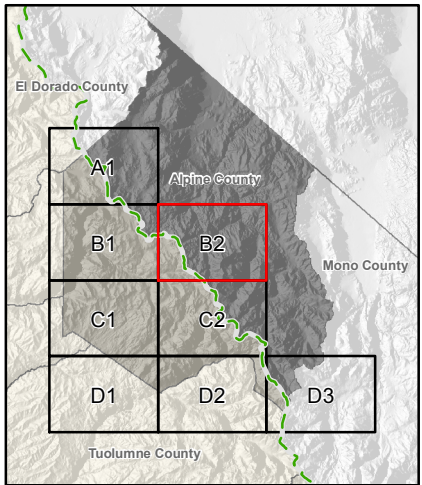 El Dorado County
A1
Alpine County
B1
B2
Mono County
C1
C2
D1
D2
D3
Tuolumne County